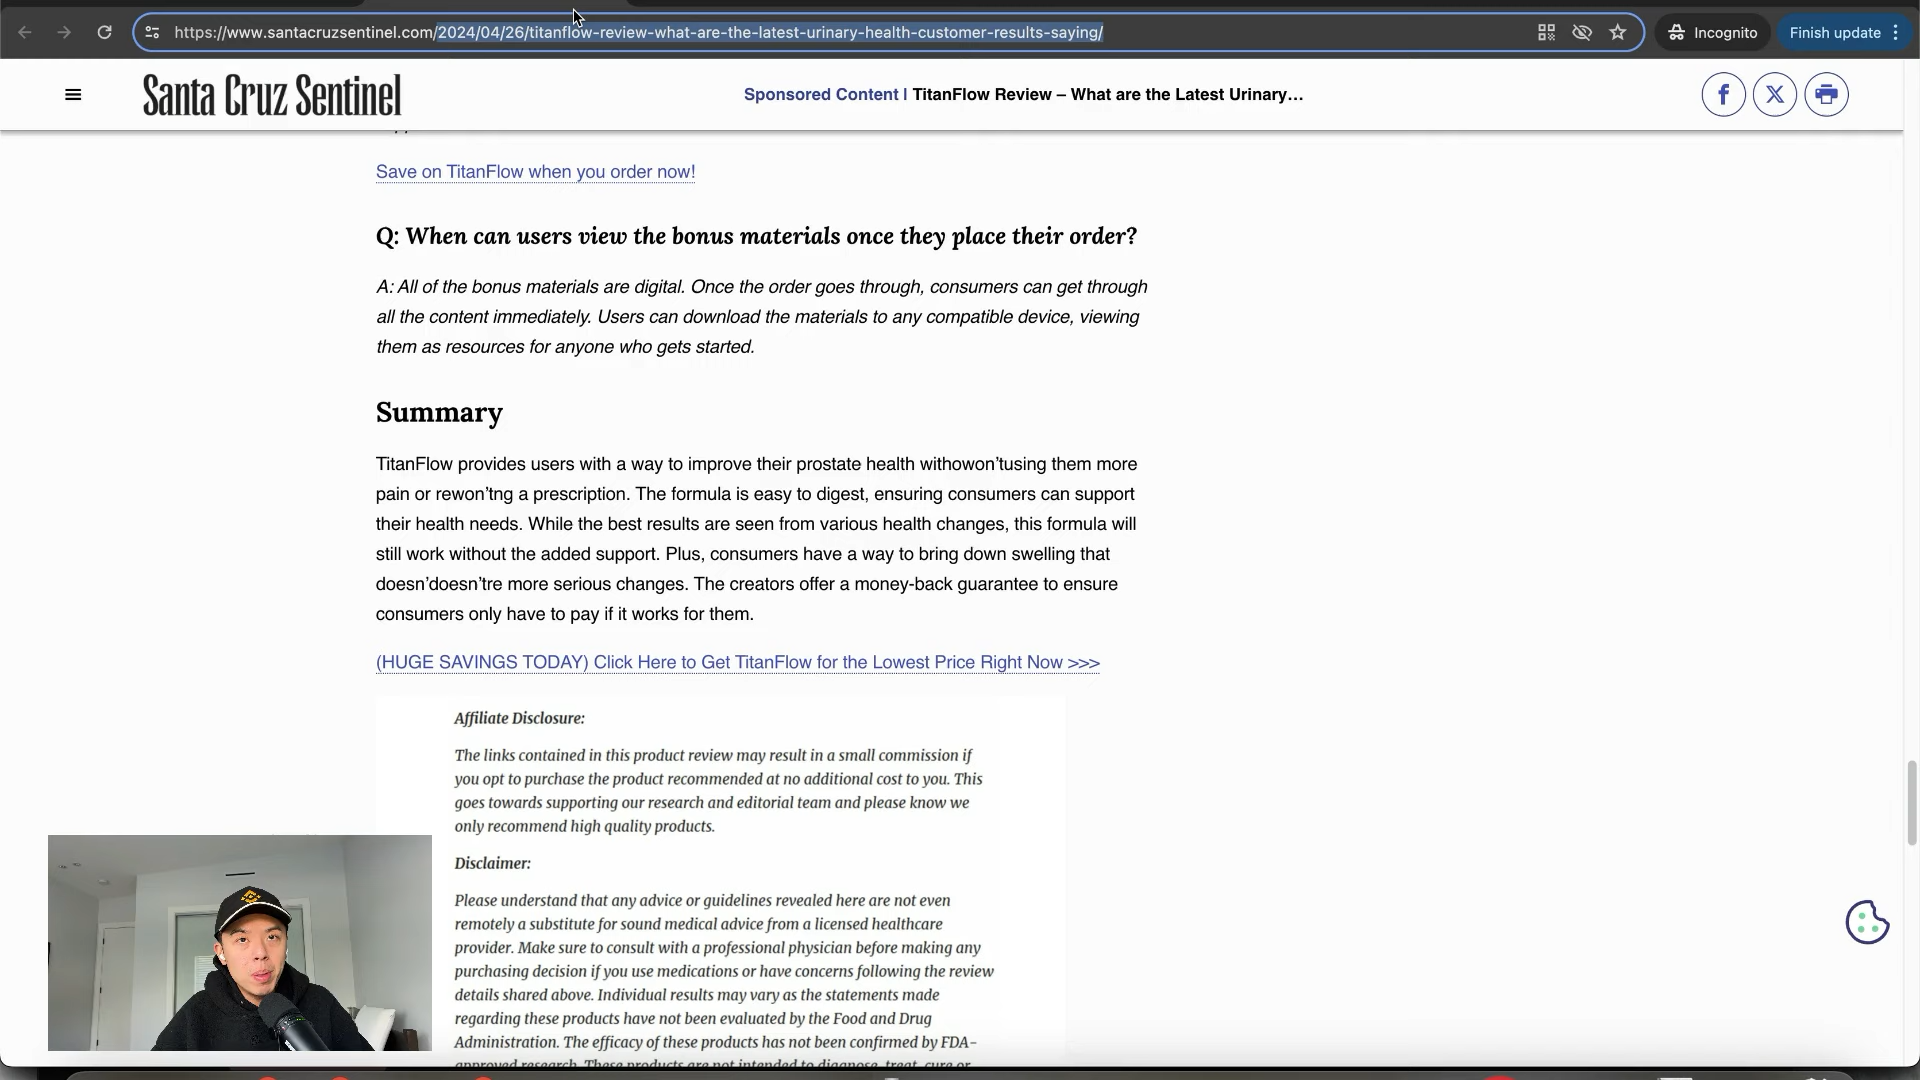 https://www.santacruzsentinel.com/2024/04/26/titanflow-review-what-are-the-latest-urinary-health-customer-results-saying/
Incognito
Finish update
Santa Cruz Sentinel
Sponsored Content | TitanFlow Review – What are the Latest Urinary...
Save on TitanFlow when you order now!
Q: When can users view the bonus materials once they place their order?
A: All of the bonus materials are digital. Once the order goes through, consumers can get through
all the content immediately. Users can download the materials to any compatible device, viewing
them as resources for anyone who gets started.
Summary
TitanFlow provides users with a way to improve their prostate health withowon’tusing them more
pain or rewon’tng a prescription. The formula is easy to digest, ensuring consumers can support
their health needs. While the best results are seen from various health changes, this formula will
still work without the added support. Plus, consumers have a way to bring down swelling that
doesn’doesn’tre more serious changes. The creators offer a money-back guarantee to ensure
consumers only have to pay if it works for them.
(HUGE SAVINGS TODAY) Click Here to Get TitanFlow for the Lowest Price Right Now >>>
Affiliate Disclosure:
The links contained in this product review may result in a small commission if
you opt to purchase the product recommended at no additional cost to you. This
goes towards supporting our research and editorial team and please know we
only recommend high quality products.
Disclaimer:
Please understand that any advice or guidelines revealed here are not even
remotely a substitute for sound medical advice from a licensed healthcare
provider. Make sure to consult with a professional physician before making any
purchasing decision if you use medications or have concerns following the review
details shared above. Individual results may vary as the statements made
regarding these products have not been evaluated by the Food and Drug
Administration. The efficacy of these products has not been confirmed by FDA-
approved research. These products are not intended to diagnose, treat, cure or